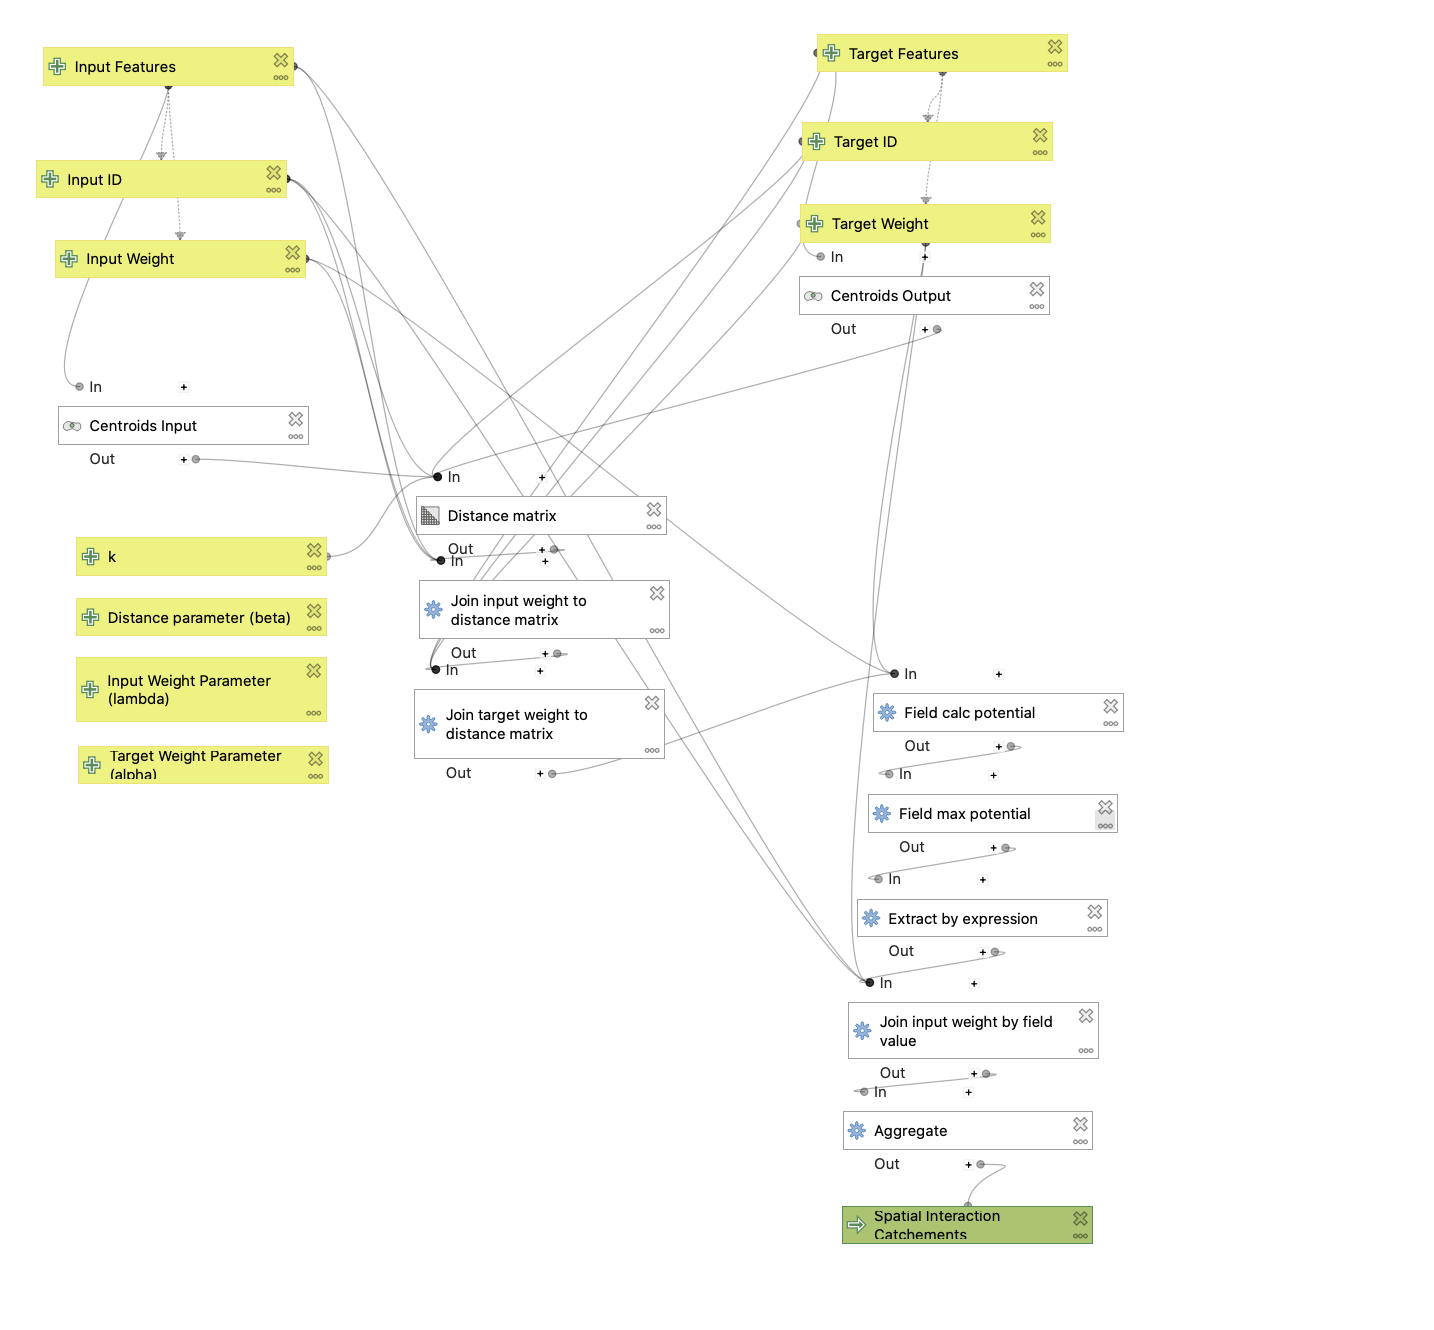 Input Features
Target Features
Target ID
Input ID
Target Weight
In
Input Weight
Centroids Output
Out
In
Centroids Input
Out
In
Distance matrix
Out
In
k
Join input weight to
distance matrix
Distance parameter (beta)
Out
In
Input Weight Parameter
(lambda)
Join target weight to
distance matrix
Out
Target Weight Parameter
(alpha)
In
Field calc potential
Out
In
Field max potential
Out
In
Extract by expression
Out
In
Join input weight by field
value
Out
In
Aggregate
Out
Spatial Interaction
Catchements